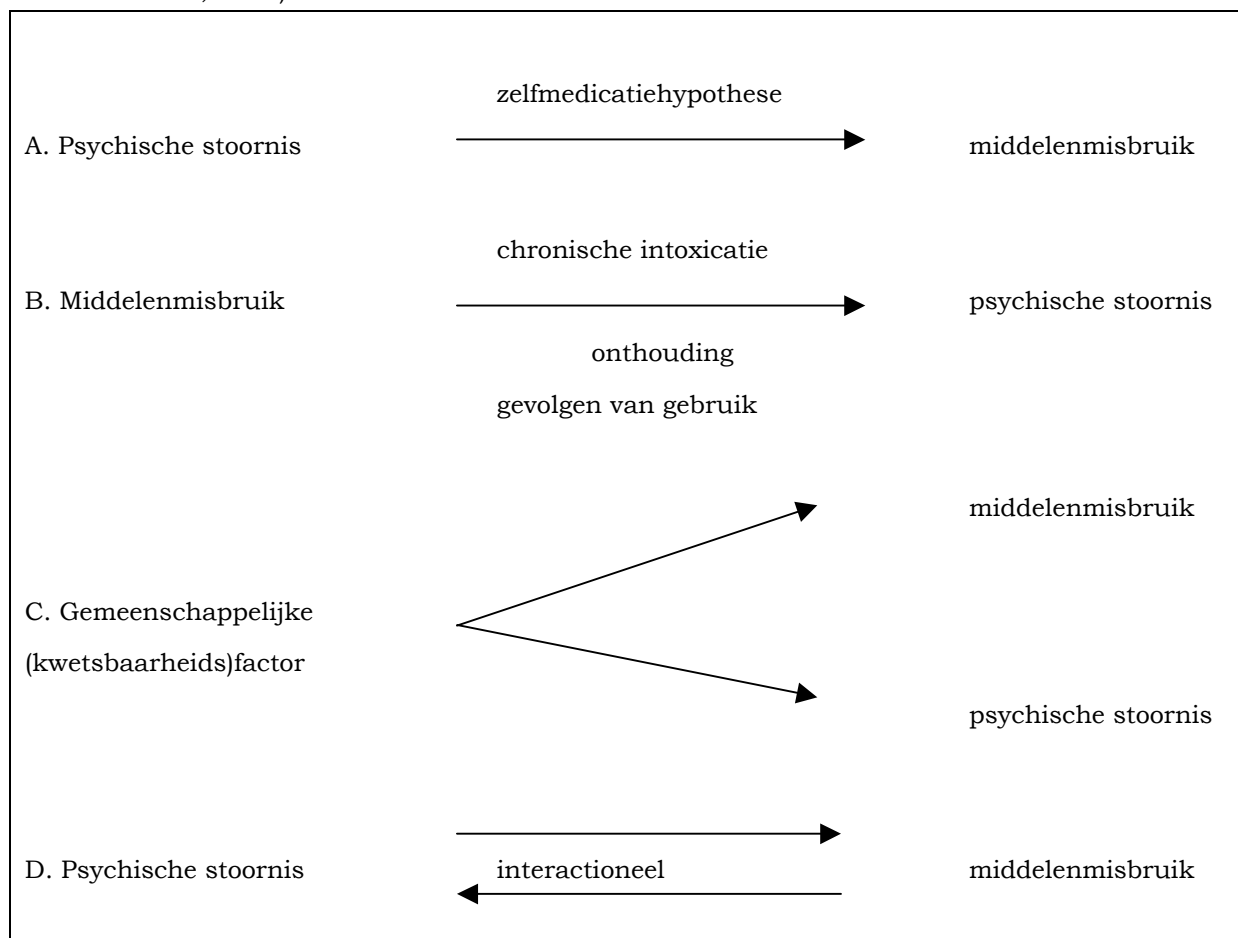 zelfmedicatiehypothese
A. Psychische stoornis middelenmisbruik
chronische intoxicatie
B. Middelenmisbruik psychische stoornis
onthouding
gevolgen van gebruik
middelenmisbruik
C. Gemeenschappelijke
(kwetsbaarheids)factor
psychische stoornis
D. Psychische stoornis interactioneel middelenmisbruik